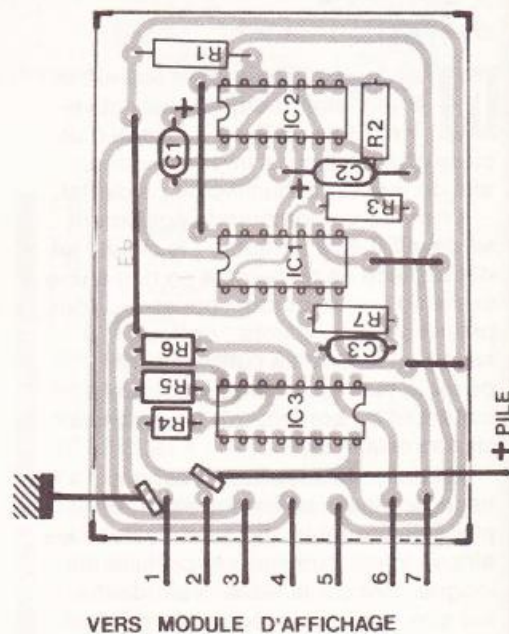 R1
+
IC2
C1
R2
C2
+
R3
IC1
R7
R6
C3
R5
IC3
R4
+ PILE
1
2
3
4
5
6
7
VERS MODULE D'AFFICHAGE